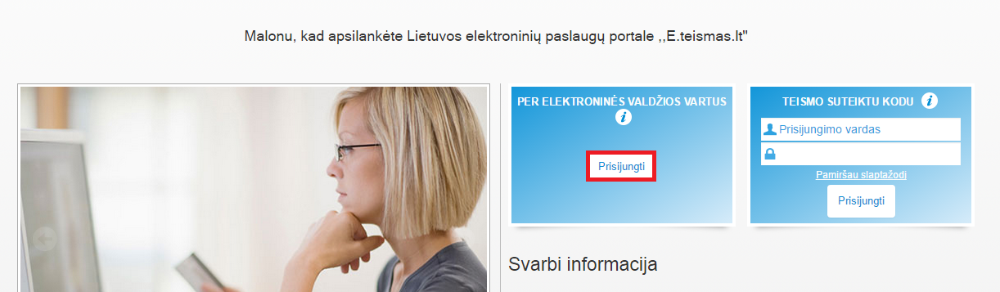 Malonu, kad apsilankėte Lietuvos elektroninių paslaugų portale ,,E.teismas.lt"
PER ELEKTRONINĖS VALDŽIOS VARTUS
i
Prisijungti
TEISMO SUTEIKTU KODU i
Prisijungimo vardas
Pamiršau slaptažodį
Prisijungti
Svarbi informacija